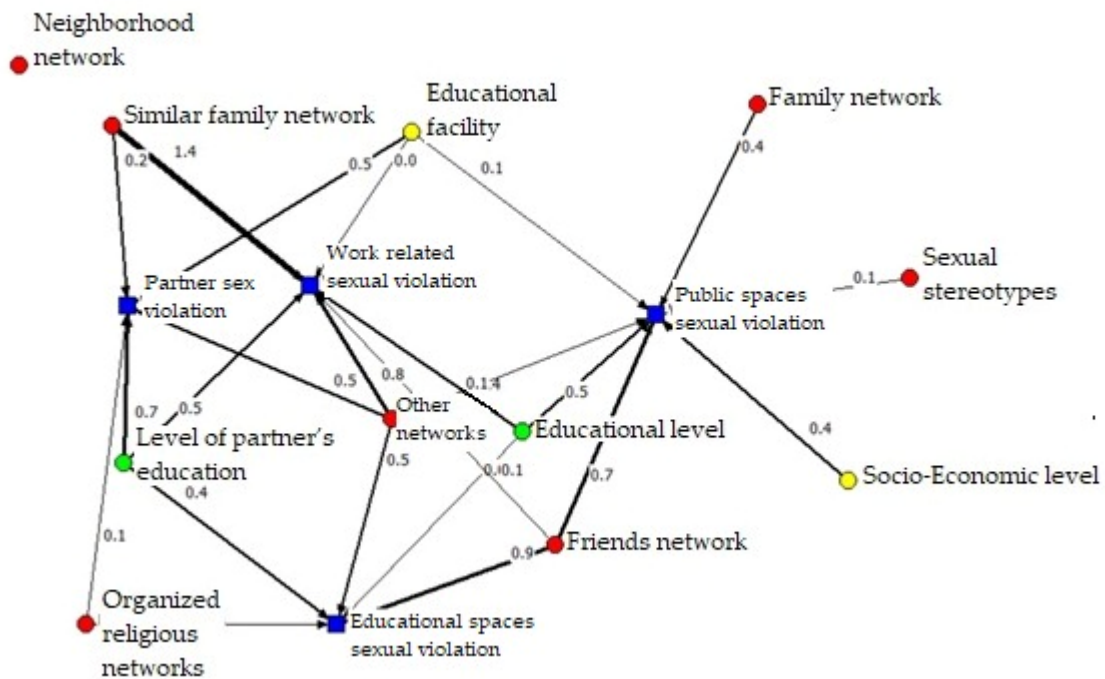 Neighborhood
network
Similar family network
Educational
facility
Family network
0.2
1.4
0.5
0.0
0.1
0.4
Work related
sexual violation
Partner sex
violation
Public spaces
sexual violation
0.1
Sexual
stereotypes
0.5
0.8
0.1
0.5
0.7
0.5
Other
networks
Educational level
0.4
Level of partner's
education
0.5
0.1
0.7
Socio-Economic level
0.4
0.1
0.9
Friends network
Organized
religious
networks
Educational spaces
sexual violation